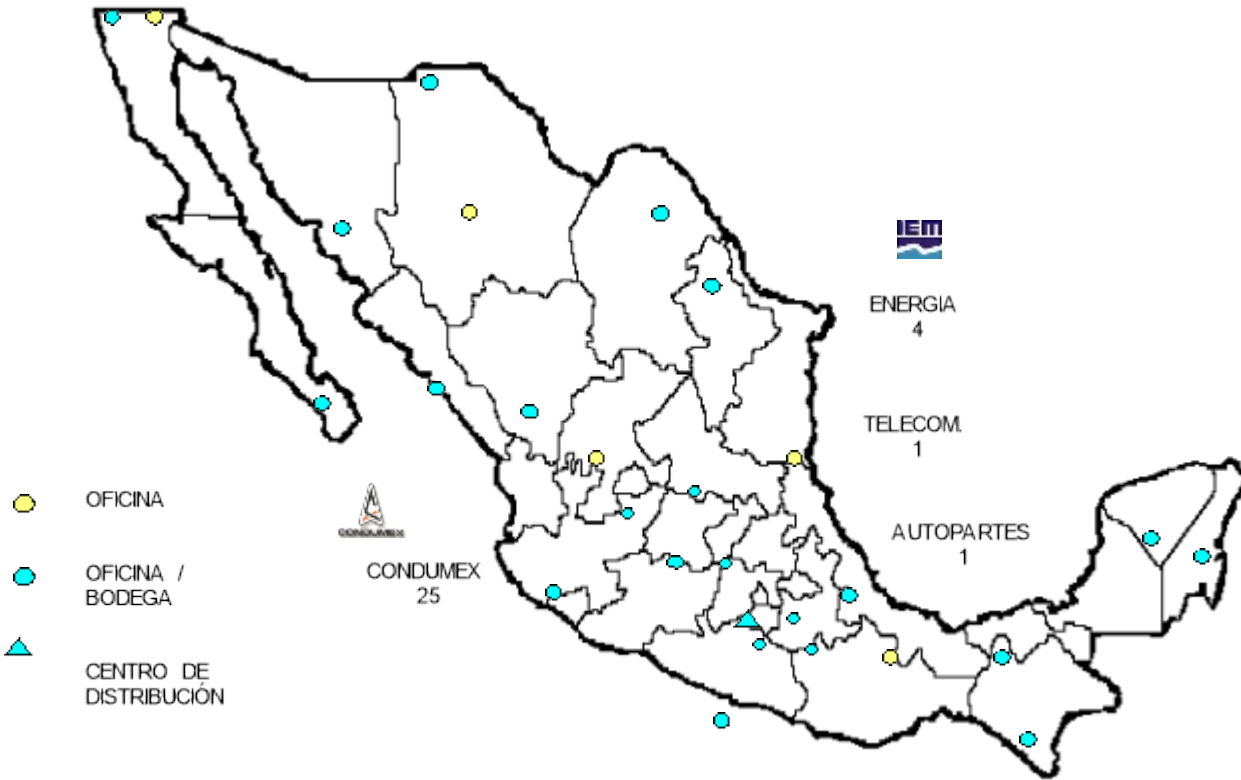 IEM
ENERGIA
4
TELECOM.
1
AUTOPARTES
1
OFICINA
OFICINA /
BODEGA
CENTRO DE
DISTRIBUCIÓN
CONDUMEX
CONDUMEX
25